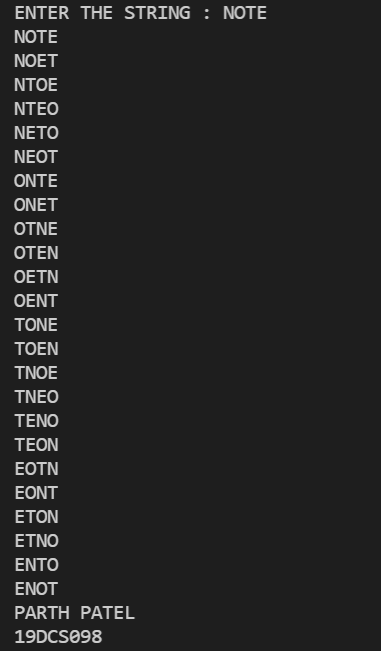 ENTER THE STRING : NOTE
NOTE
NOET
NTOE
NTEO
NETO
NEOT
ONTE
ONET
OTNE
OTEN
OETN
OENT
TONE
TOEN
TNOE
TNEO
TENO
TEON
EOTN
EONT
ETON
ETNO
ENTO
ENOT
PARTH PATEL
19DCS098